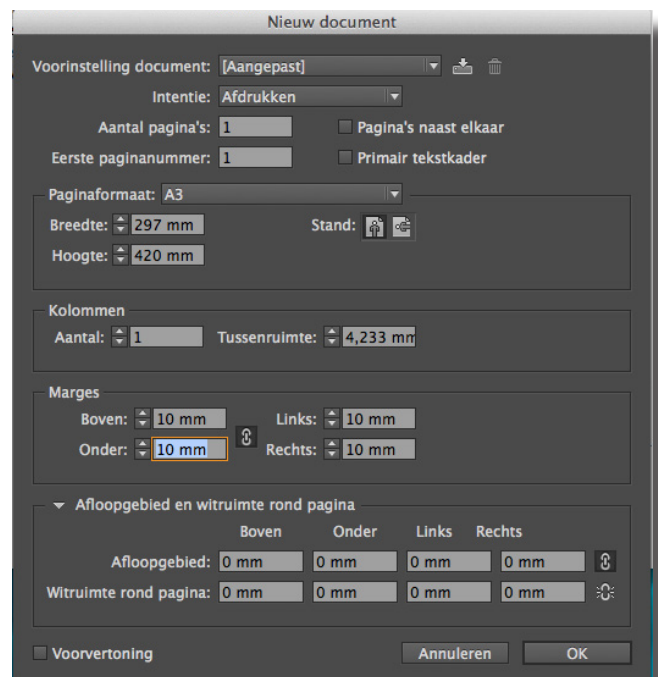 Nieuw document
Voorinstelling document: [Aangepast]
Intentie: Afdrukken
Aantal pagina's: 1 Pagina's naast elkaar
Eerste paginanummer: 1 Primair tekstkader
Paginaformaat: A3
Breedte: 297 mm Stand:
Hoogte: 420 mm
Kolommen
Aantal: 1 Tussenruimte: 4,233 mm
Marges
Boven: 10 mm Links: 10 mm
Onder: 10 mm Rechts: 10 mm
Afloopgebied en witruimte rond pagina
Boven Onder Links Rechts
Afloopgebied: 0 mm 0 mm 0 mm 0 mm
Witruimte rond pagina: 0 mm 0 mm 0 mm 0 mm
Voorvertoning Annuleren OK